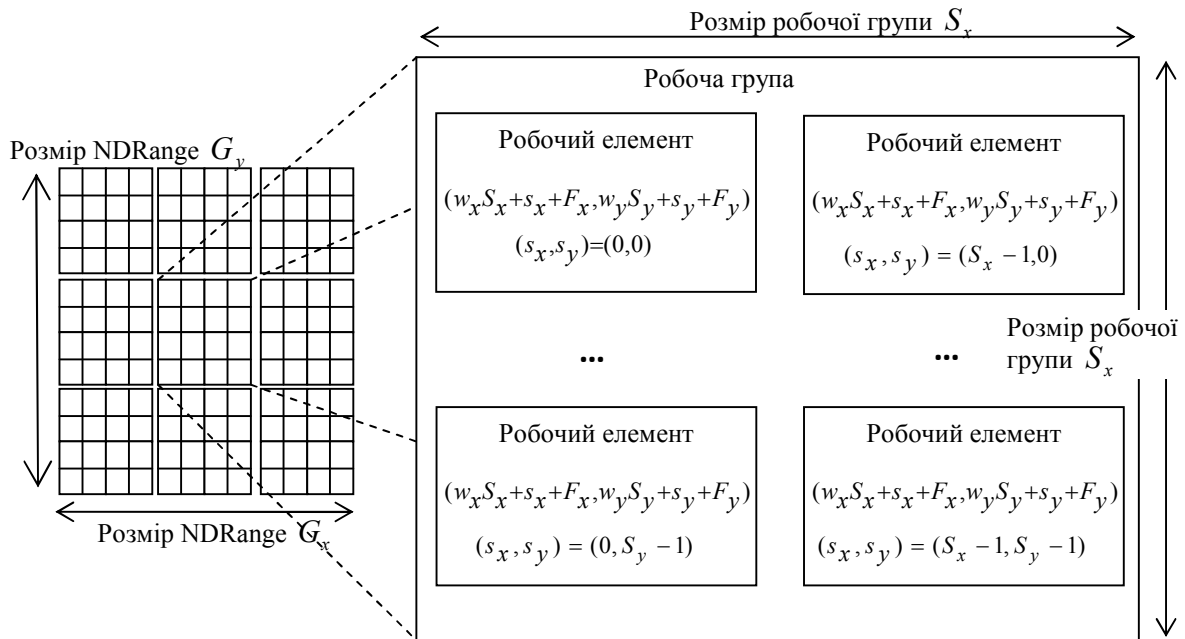 Розмір робочої групи S_x
Робоча група
Розмір NDRange G_y
Робочий елемент
(w_xS_x+s_x+F_x,w_yS_y+s_y+F_y)
(s_x,s_y)=(0,0)
Робочий елемент
(w_xS_x+s_x+F_x,w_yS_y+s_y+F_y)
(s_x,s_y) = (S_x −1,0)
...
...
Розмір робочої
групи S_x
Робочий елемент
(w_xS_x+s_x+F_x,w_yS_y+s_y+F_y)
(s_x,s_y) = (0,S_y −1)
Робочий елемент
(w_xS_x+s_x+F_x,w_yS_y+s_y+F_y)
(s_x,s_y) = (S_x −1,S_y −1)
Розмір NDRange G_x